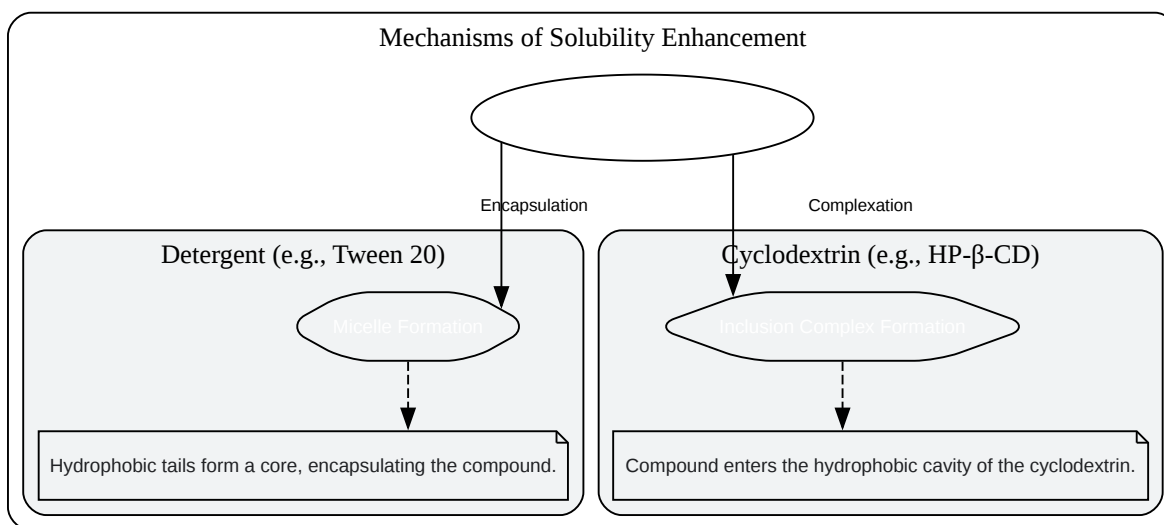 Mechanisms of Solubility Enhancement
Encapsulation
Complexation
Detergent (e.g., Tween 20)
Cyclodextrin (e.g., HP-β-CD)
Micelle Formation
Inclusion Complex Formation
Hydrophobic tails form a core, encapsulating the compound.
Compound enters the hydrophobic cavity of the cyclodextrin.